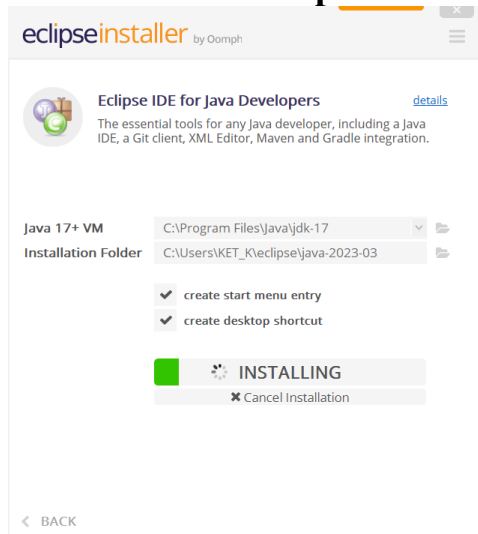 eclipseinstaller by Oomph
Eclipse IDE for Java Developers details
The essential tools for any Java developer, including a Java
IDE, a Git client, XML Editor, Maven and Gradle integration.
Java 17+ VM C:\Program Files\Java\jdk-17
Installation Folder C:\Users\KET_K\eclipse\java-2023-03
create start menu entry
create desktop shortcut
INSTALLING
Cancel Installation
BACK